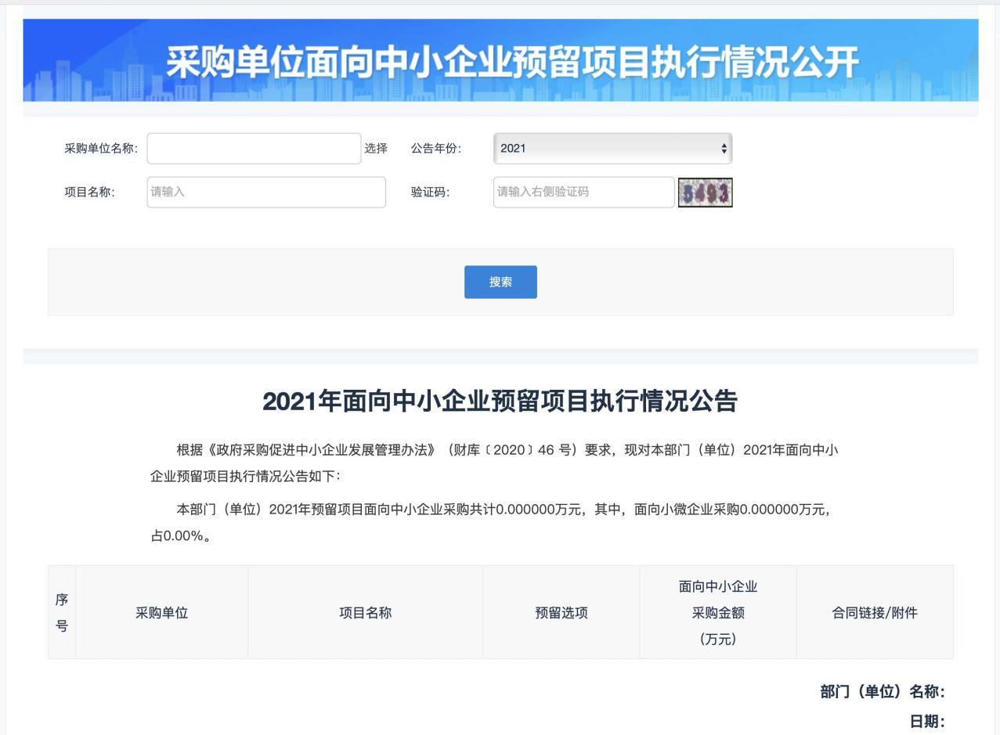 采购单位面向中小企业预留项目执行情况公开
采购单位名称: 选择 公告年份: 2021
项目名称: 请输入 验证码: 请输入右侧验证码 5493
搜索
2021年面向中小企业预留项目执行情况公告
根据《政府采购促进中小企业发展管理办法》（财库﹝2020﹞46 号）要求，现对本部门（单位）2021年面向中小
企业预留项目执行情况公告如下:
本部门（单位）2021年预留项目面向中小企业采购共计0.000000万元，其中，面向小微企业采购0.000000万元，
占0.00%。
序
号
采购单位
项目名称
预留选项
面向中小企业
采购金额
(万元)
合同链接/附件
部门（单位）名称:
日期: